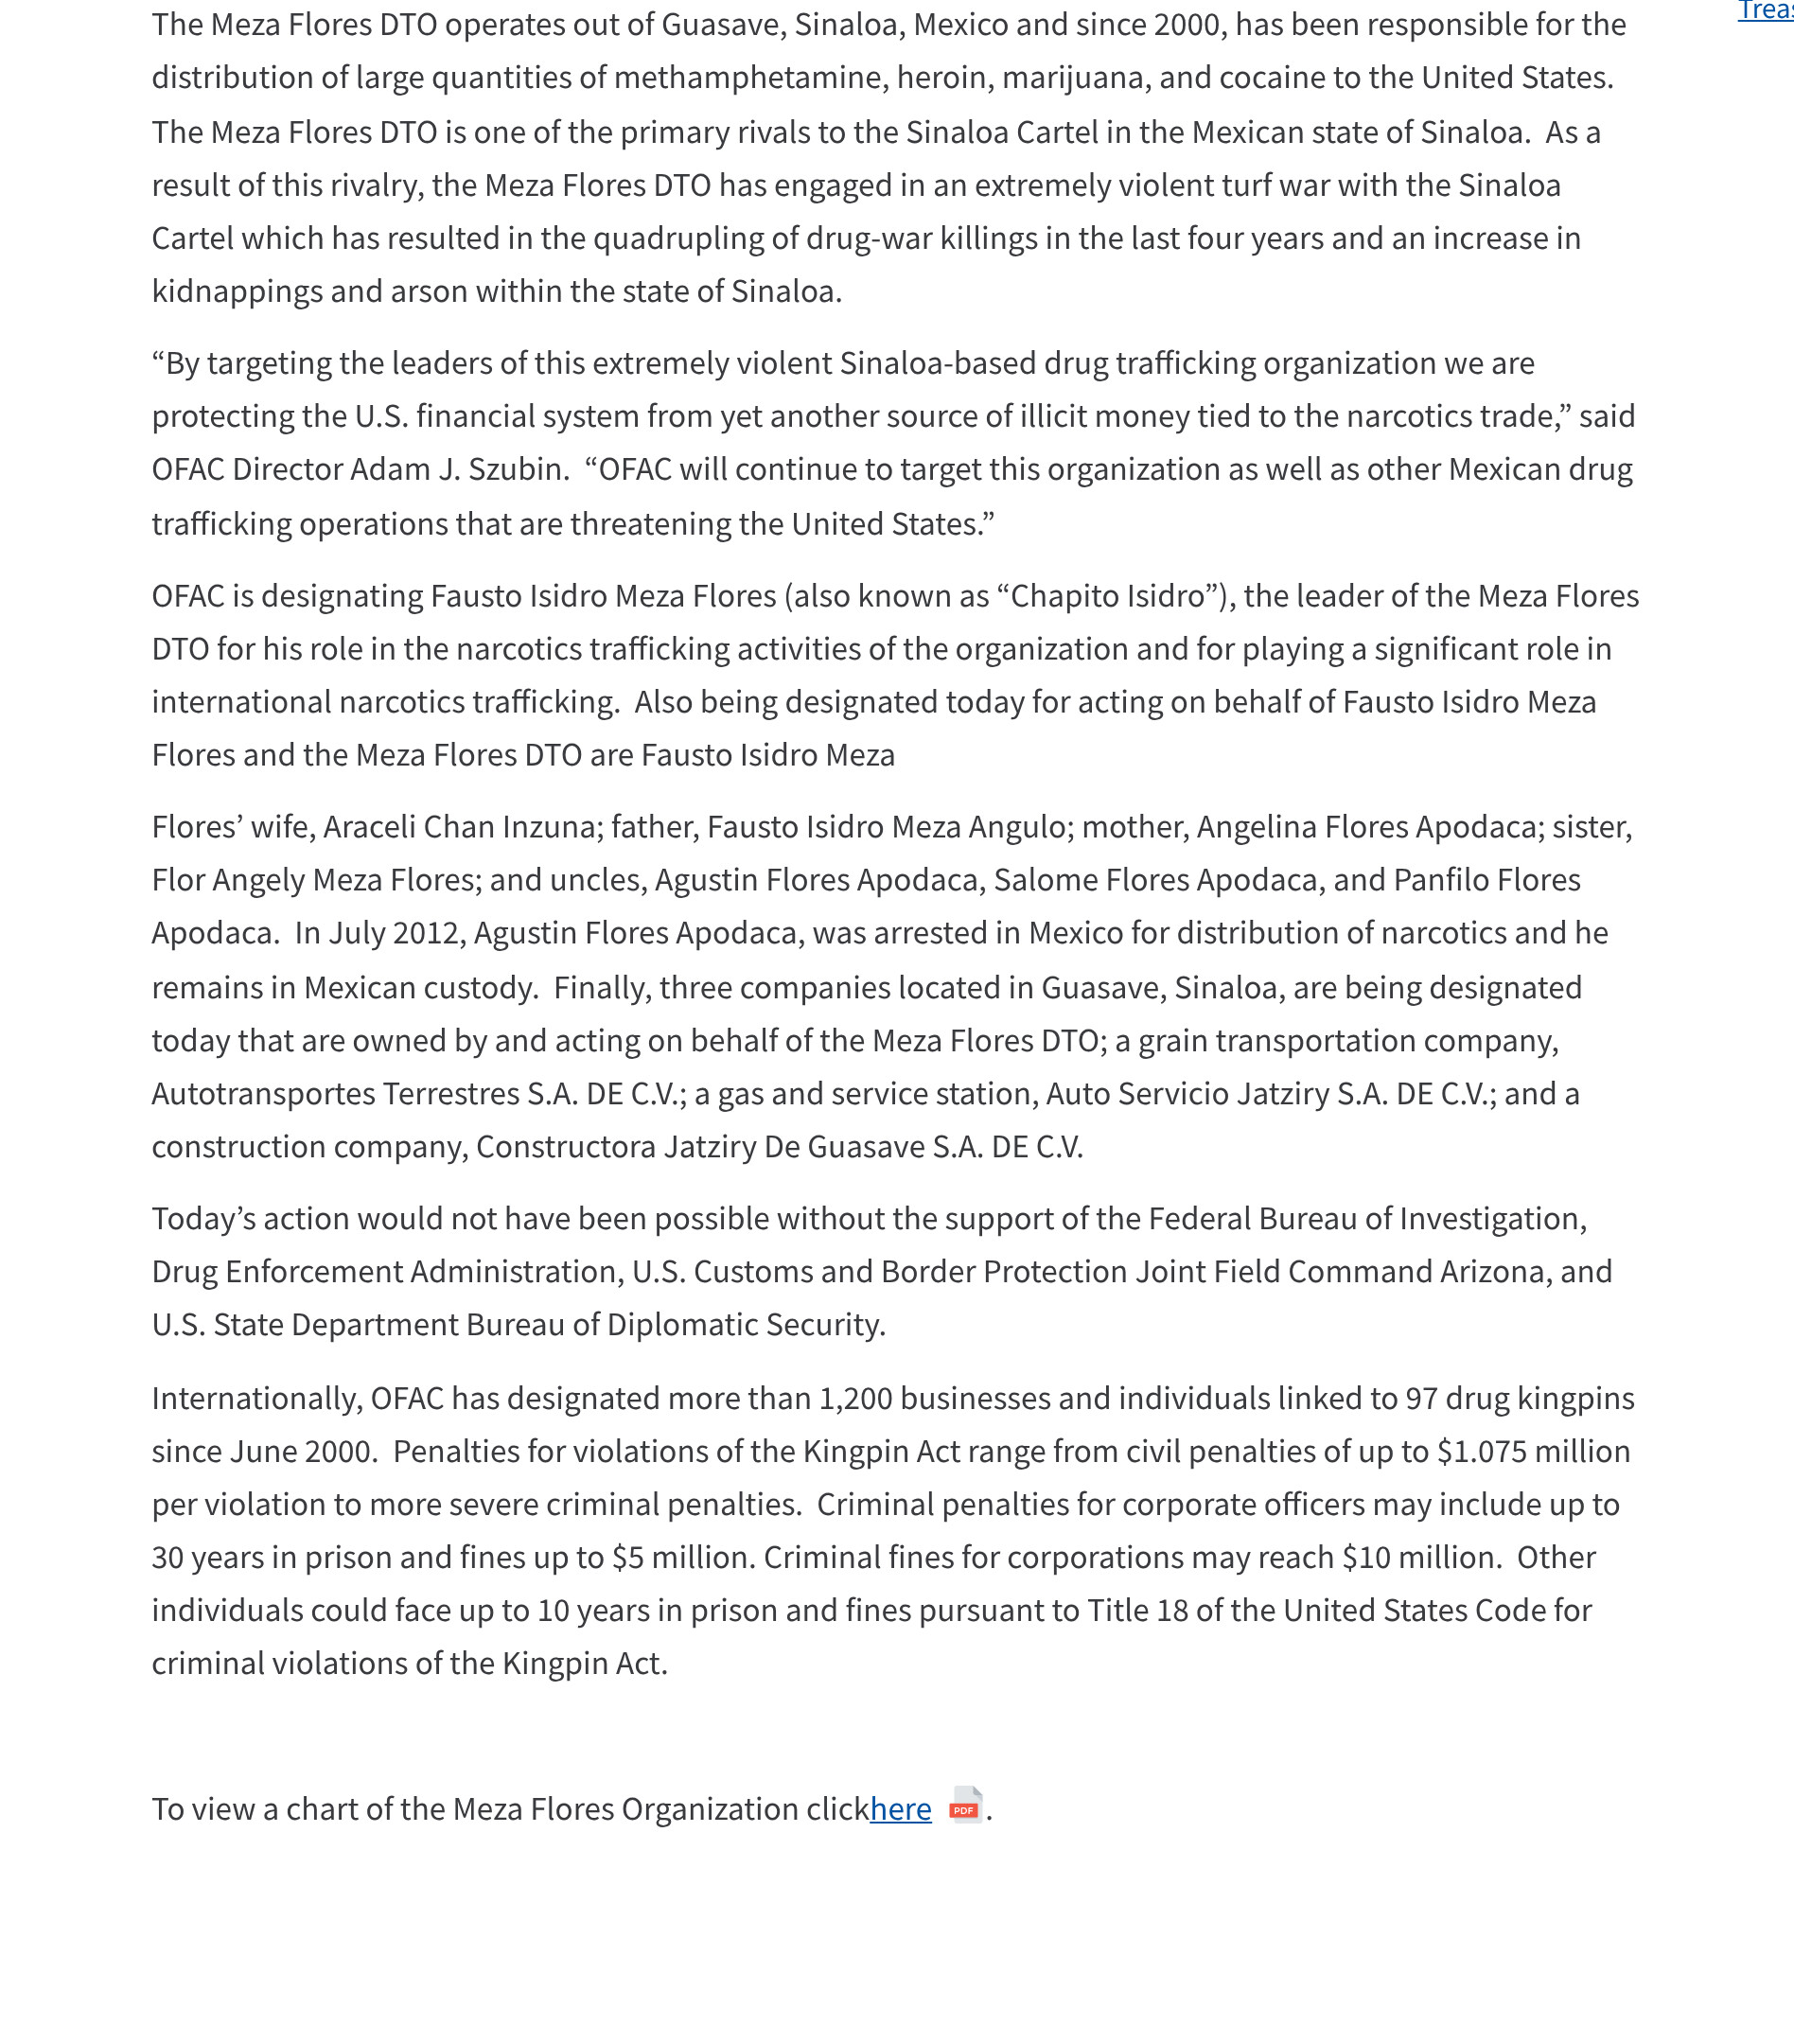 Treas
The Meza Flores DTO operates out of Guasave, Sinaloa, Mexico and since 2000, has been responsible for the
distribution of large quantities of methamphetamine, heroin, marijuana, and cocaine to the United States.
The Meza Flores DTO is one of the primary rivals to the Sinaloa Cartel in the Mexican state of Sinaloa.  As a
result of this rivalry, the Meza Flores DTO has engaged in an extremely violent turf war with the Sinaloa
Cartel which has resulted in the quadrupling of drug-war killings in the last four years and an increase in
kidnappings and arson within the state of Sinaloa.
“By targeting the leaders of this extremely violent Sinaloa-based drug trafficking organization we are
protecting the U.S. financial system from yet another source of illicit money tied to the narcotics trade,” said
OFAC Director Adam J. Szubin.  “OFAC will continue to target this organization as well as other Mexican drug
trafficking operations that are threatening the United States.”
OFAC is designating Fausto Isidro Meza Flores (also known as “Chapito Isidro”), the leader of the Meza Flores
DTO for his role in the narcotics trafficking activities of the organization and for playing a significant role in
international narcotics trafficking.  Also being designated today for acting on behalf of Fausto Isidro Meza
Flores and the Meza Flores DTO are Fausto Isidro Meza
Flores’ wife, Araceli Chan Inzuna; father, Fausto Isidro Meza Angulo; mother, Angelina Flores Apodaca; sister,
Flor Angely Meza Flores; and uncles, Agustin Flores Apodaca, Salome Flores Apodaca, and Panfilo Flores
Apodaca.  In July 2012, Agustin Flores Apodaca, was arrested in Mexico for distribution of narcotics and he
remains in Mexican custody.  Finally, three companies located in Guasave, Sinaloa, are being designated
today that are owned by and acting on behalf of the Meza Flores DTO; a grain transportation company,
Autotransportes Terrestres S.A. DE C.V.; a gas and service station, Auto Servicio Jatziry S.A. DE C.V.; and a
construction company, Constructora Jatziry De Guasave S.A. DE C.V.
Today’s action would not have been possible without the support of the Federal Bureau of Investigation,
Drug Enforcement Administration, U.S. Customs and Border Protection Joint Field Command Arizona, and
U.S. State Department Bureau of Diplomatic Security.
Internationally, OFAC has designated more than 1,200 businesses and individuals linked to 97 drug kingpins
since June 2000.  Penalties for violations of the Kingpin Act range from civil penalties of up to $1.075 million
per violation to more severe criminal penalties.  Criminal penalties for corporate officers may include up to
30 years in prison and fines up to $5 million. Criminal fines for corporations may reach $10 million.  Other
individuals could face up to 10 years in prison and fines pursuant to Title 18 of the United States Code for
criminal violations of the Kingpin Act.
To view a chart of the Meza Flores Organization clickhere PDF .